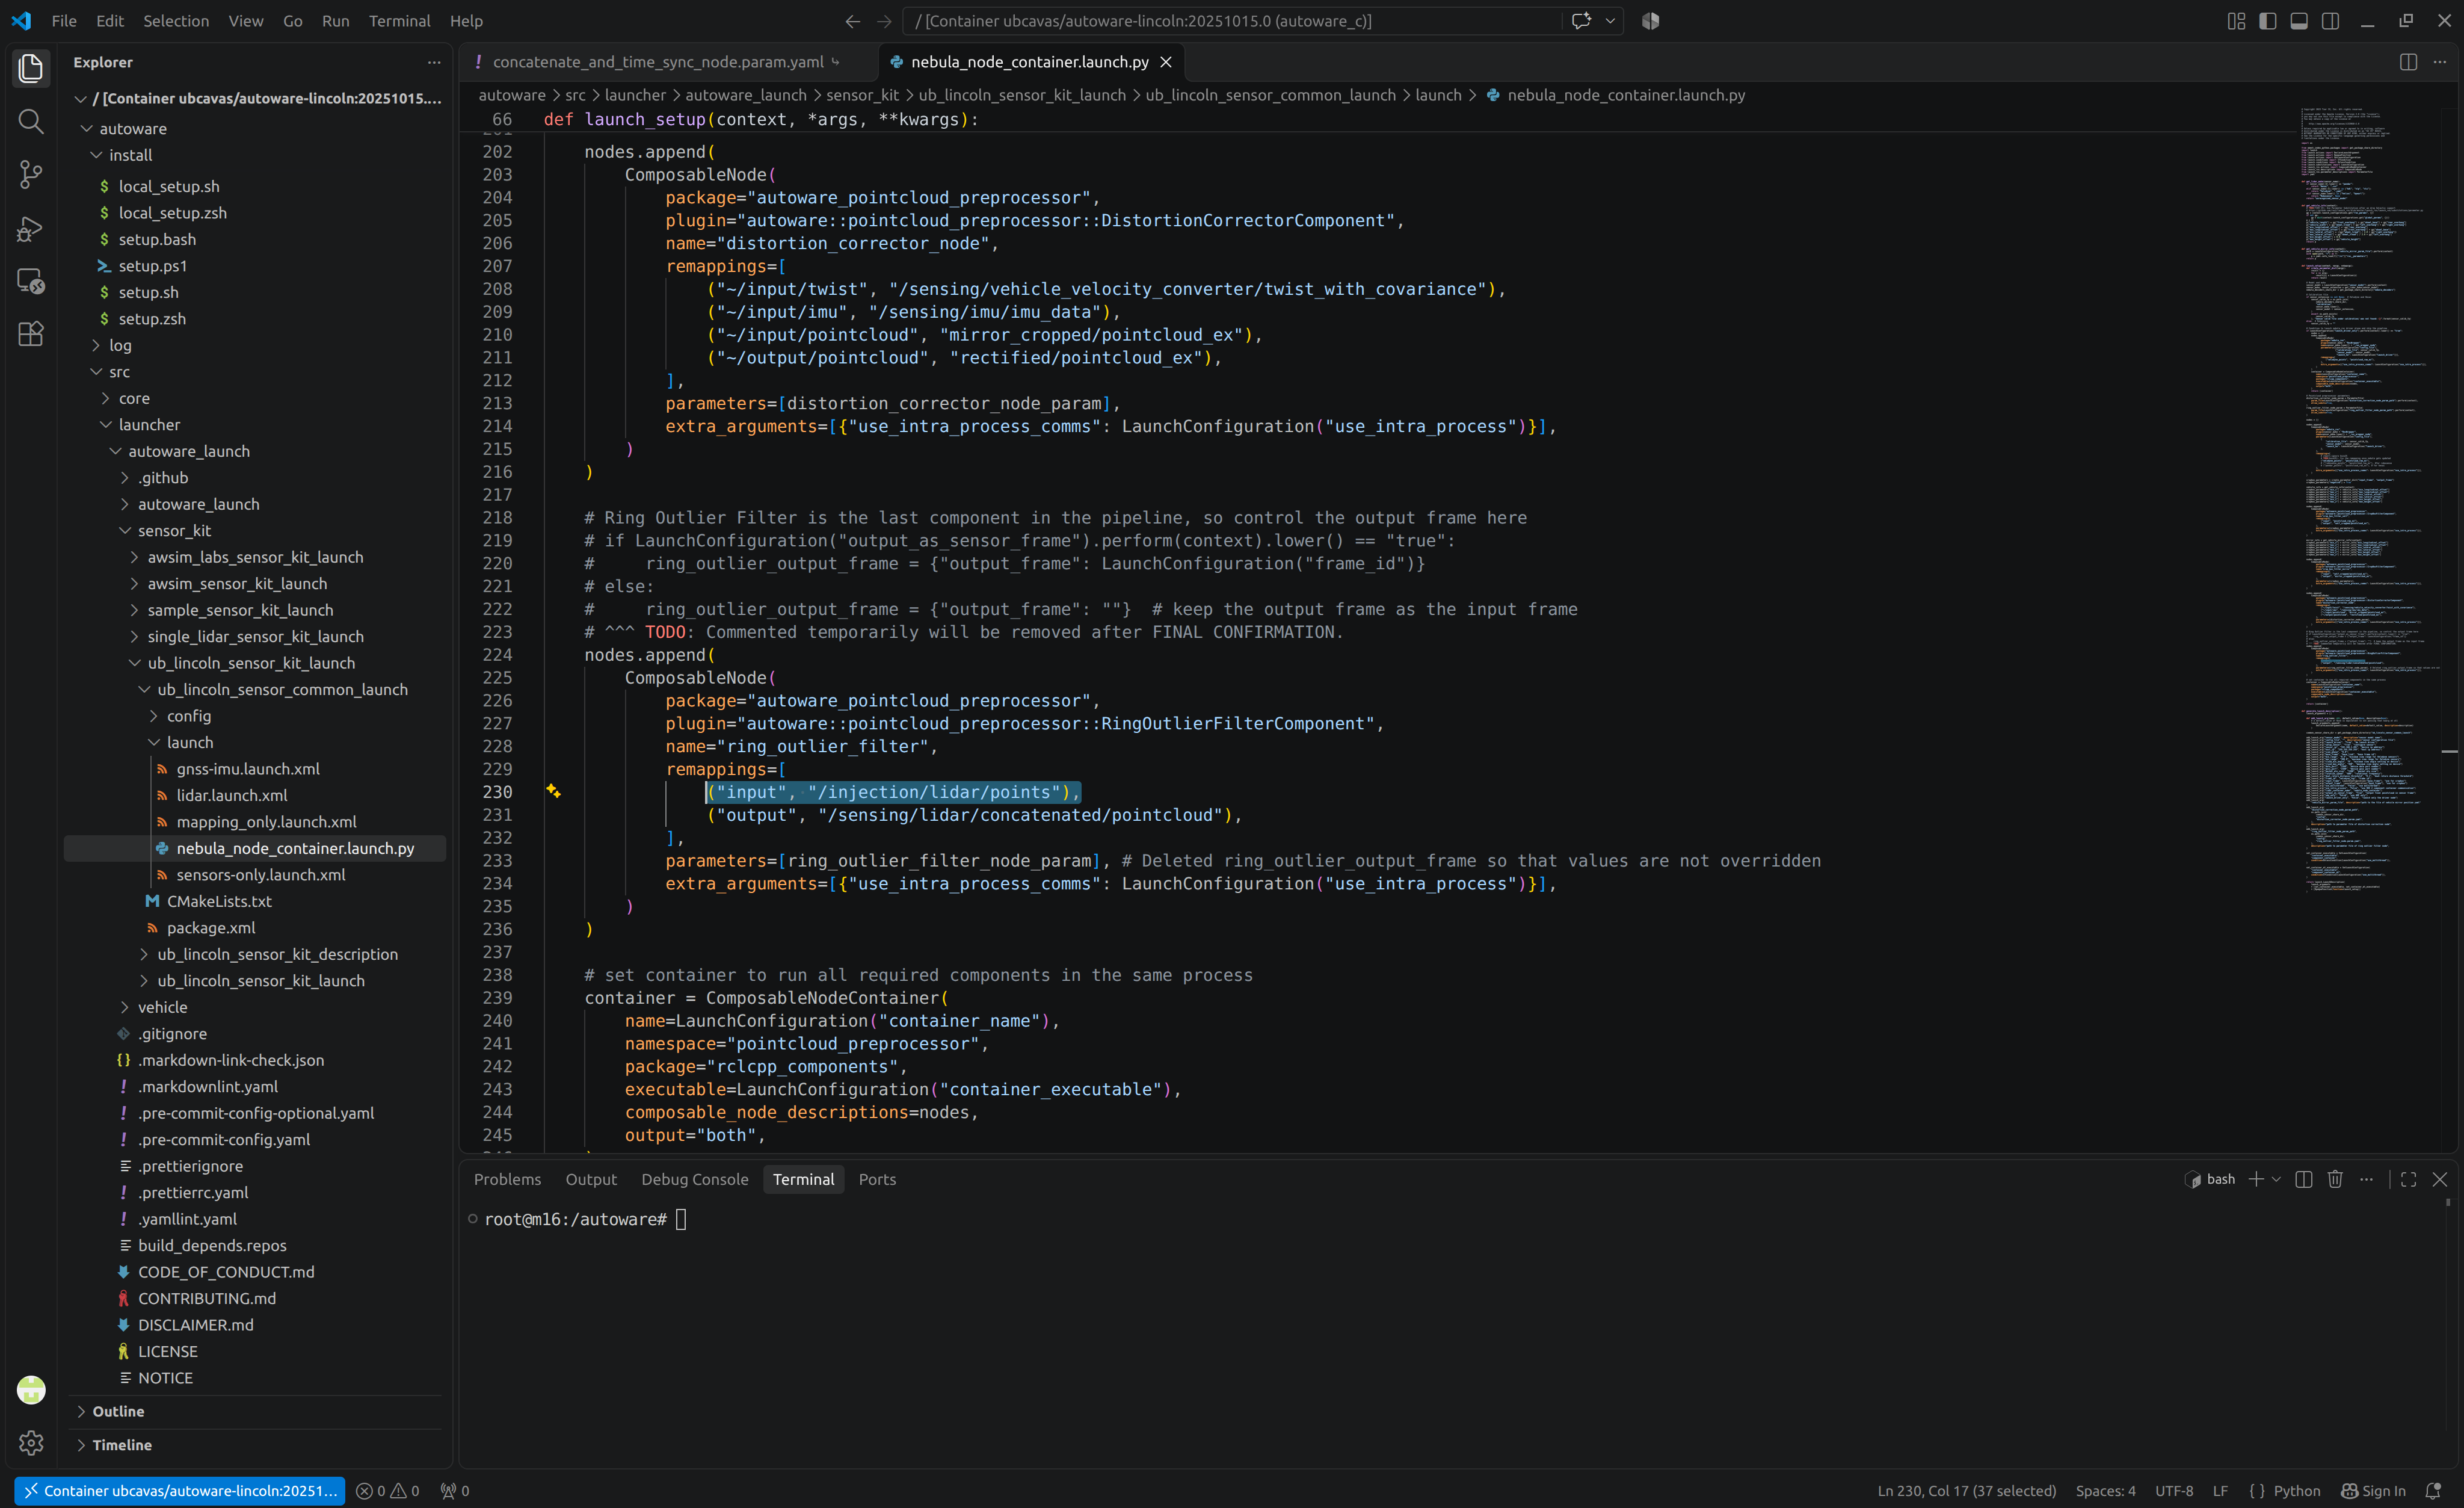 File Edit Selection View Go Run Terminal Help
/ [Container ubcavas/autoware-lincoln:20251015.0 (autoware_c)]
Explorer
/ [Container ubcavas/autoware-lincoln:20251015....
autoware
install
local_setup.sh
local_setup.zsh
setup.bash
setup.ps1
setup.sh
setup.zsh
log
src
core
launcher
autoware_launch
.github
autoware_launch
sensor_kit
awsim_labs_sensor_kit_launch
awsim_sensor_kit_launch
sample_sensor_kit_launch
single_lidar_sensor_kit_launch
ub_lincoln_sensor_kit_launch
ub_lincoln_sensor_common_launch
config
launch
gnss-imu.launch.xml
lidar.launch.xml
mapping_only.launch.xml
nebula_node_container.launch.py
sensors-only.launch.xml
CMakeLists.txt
package.xml
ub_lincoln_sensor_kit_description
ub_lincoln_sensor_kit_launch
vehicle
.gitignore
.markdown-link-check.json
.markdownlint.yaml
.pre-commit-config-optional.yaml
.pre-commit-config.yaml
.prettierignore
.prettierrc.yaml
.yamllint.yaml
build_depends.repos
CODE_OF_CONDUCT.md
CONTRIBUTING.md
DISCLAIMER.md
LICENSE
NOTICE
Outline
Timeline
concatenate_and_time_sync_node.param.yaml
nebula_node_container.launch.py
autoware > src > launcher > autoware_launch > sensor_kit > ub_lincoln_sensor_kit_launch > ub_lincoln_sensor_common_launch > launch > nebula_node_container.launch.py
66 def launch_setup(context, *args, **kwargs):
202 nodes.append(
203 ComposableNode(
204 package="autoware_pointcloud_preprocessor",
205 plugin="autoware::pointcloud_preprocessor::DistortionCorrectorComponent",
206 name="distortion_corrector_node",
207 remappings=[
208 ("~/input/twist", "/sensing/vehicle_velocity_converter/twist_with_covariance"),
209 ("~/input/imu", "/sensing/imu/imu_data"),
210 ("~/input/pointcloud", "mirror_cropped/pointcloud_ex"),
211 ("~/output/pointcloud", "rectified/pointcloud_ex"),
212 ],
213 parameters=[distortion_corrector_node_param],
214 extra_arguments=[{"use_intra_process_comms": LaunchConfiguration("use_intra_process")}],
215 )
216 )
217
218 # Ring Outlier Filter is the last component in the pipeline, so control the output frame here
219 # if LaunchConfiguration("output_as_sensor_frame").perform(context).lower() == "true":
220 #     ring_outlier_output_frame = {"output_frame": LaunchConfiguration("frame_id")}
221 # else:
222 #     ring_outlier_output_frame = {"output_frame": ""}  # keep the output frame as the input frame
223 # ^^^ TODO: Commented temporarily will be removed after FINAL CONFIRMATION.
224 nodes.append(
225 ComposableNode(
226 package="autoware_pointcloud_preprocessor",
227 plugin="autoware::pointcloud_preprocessor::RingOutlierFilterComponent",
228 name="ring_outlier_filter",
229 remappings=[
230 ("input", "/injection/lidar/points"),
231 ("output", "/sensing/lidar/concatenated/pointcloud"),
232 ],
233 parameters=[ring_outlier_filter_node_param], # Deleted ring_outlier_output_frame so that values are not overridden
234 extra_arguments=[{"use_intra_process_comms": LaunchConfiguration("use_intra_process")}],
235 )
236 )
237
238 # set container to run all required components in the same process
239 container = ComposableNodeContainer(
240 name=LaunchConfiguration("container_name"),
241 namespace="pointcloud_preprocessor",
242 package="rclcpp_components",
243 executable=LaunchConfiguration("container_executable"),
244 composable_node_descriptions=nodes,
245 output="both",
Problems Output Debug Console Terminal Ports
bash
root@m16:/autoware#
Container ubcavas/autoware-lincoln:20251... 0 0 0
Ln 230, Col 17 (37 selected) Spaces: 4 UTF-8 LF { } Python Sign In